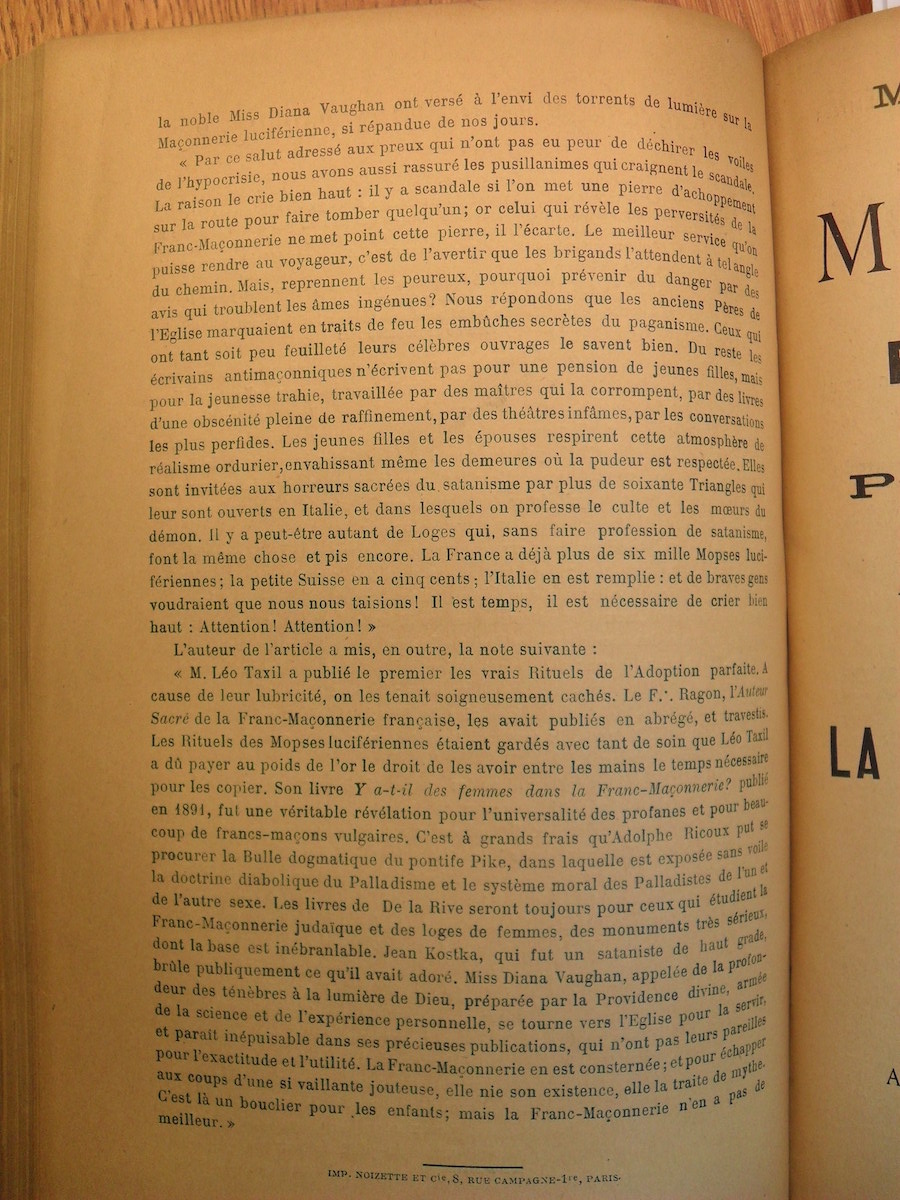 la noble Miss Diana Vaughan ont versé à l'envi des torrents de lumière sur la
Maçonnerie luciférienne, si répandue de nos jours.
« Par ce salut adressé aux preux qui n'ont pas eu peur de déchirer les voiles
de l'hypocrisie, nous avons aussi rassuré les pusillanimes qui craignent le scandale.
La raison le crie bien haut : il y a scandale si l'on met une pierre d'achoppement
sur la route pour faire tomber quelqu'un; or celui qui révèle les perversités de la
Franc-Maçonnerie ne met point cette pierre, il l'écarte. Le meilleur service qu'on
puisse rendre au voyageur, c'est de l'avertir que les brigands l'attendent à tel angle
du chemin. Mais, reprennent les peureux, pourquoi prévenir du danger par des
avis qui troublent les âmes ingénues? Nous répondons que les anciens Pères de
l'Eglise marquaient en traits de feu les embûches secrètes du paganisme. Ceux qui
ont tant soit peu feuilleté leurs célèbres ouvrages le savent bien. Du reste les
écrivains antimaçonniques n'écrivent pas pour une pension de jeunes filles, mais
pour la jeunesse trahie, travaillée par des maîtres qui la corrompent, par des livres
d'une obscénité pleine de raffinement, par des théâtres infâmes, par les conversations
les plus perfides. Les jeunes filles et les épouses respirent cette atmosphère de
réalisme ordurier, envahissant même les demeures où la pudeur est respectée. Elles
sont invitées aux horreurs sacrées du satanisme par plus de soixante Triangles qui
leur sont ouverts en Italie, et dans lesquels on professe le culte et les mœurs du
démon. Il y a peut-être autant de Loges qui, sans faire profession de satanisme,
font la même chose et pis encore. La France a déjà plus de six mille Mopses luci-
fériennes; la petite Suisse en a cinq cents; l'Italie en est remplie : et de braves gens
voudraient que nous nous taisions! Il est temps, il est nécessaire de crier bien
haut : Attention! Attention! »
L'auteur de l'article a mis, en outre, la note suivante :
« M. Léo Taxil a publié le premier les vrais Rituels de l'Adoption parfaite. A
cause de leur lubricité, on les tenait soigneusement cachés. Le F∴ Ragon, l'Auteur
Sacré de la Franc-Maçonnerie française, les avait publiés en abrégé, et travestis.
Les Rituels des Mopses lucifériennes étaient gardés avec tant de soin que Léo Taxil
a dû payer au poids de l'or le droit de les avoir entre les mains le temps nécessaire
pour les copier. Son livre Y a-t-il des femmes dans la Franc-Maçonnerie? publié
en 1891, fut une véritable révélation pour l'universalité des profanes et pour beau-
coup de francs-maçons vulgaires. C'est à grands frais qu'Adolphe Ricoux put se
procurer la Bulle dogmatique du pontife Pike, dans laquelle est exposée sans voile
la doctrine diabolique du Palladisme et le système moral des Palladistes de l'un et
de l'autre sexe. Les livres de De la Rive seront toujours pour ceux qui étudient la
Franc-Maçonnerie judaïque et des loges de femmes, des monuments très sérieux,
dont la base est inébranlable. Jean Kostka, qui fut un sataniste de haut grade,
brûle publiquement ce qu'il avait adoré. Miss Diana Vaughan, appelée de la profon-
deur des ténèbres à la lumière de Dieu, préparée par la Providence divine, armée
de la science et de l'expérience personnelle, se tourne vers l'Eglise pour la servir,
et paraît inépuisable dans ses précieuses publications, qui n'ont pas leurs pareilles
pour l'exactitude et l'utilité. La Franc-Maçonnerie en est consternée; et pour échapper
aux coups d'une si vaillante jouteuse, elle nie son existence, elle la traite de mythe.
C'est là un bouclier pour les enfants; mais la Franc-Maçonnerie n'en a pas de
meilleur. »
IMP. NOIZETTE ET Cie, 8, RUE CAMPAGNE-1re, PARIS.
M
M
P
LA
A